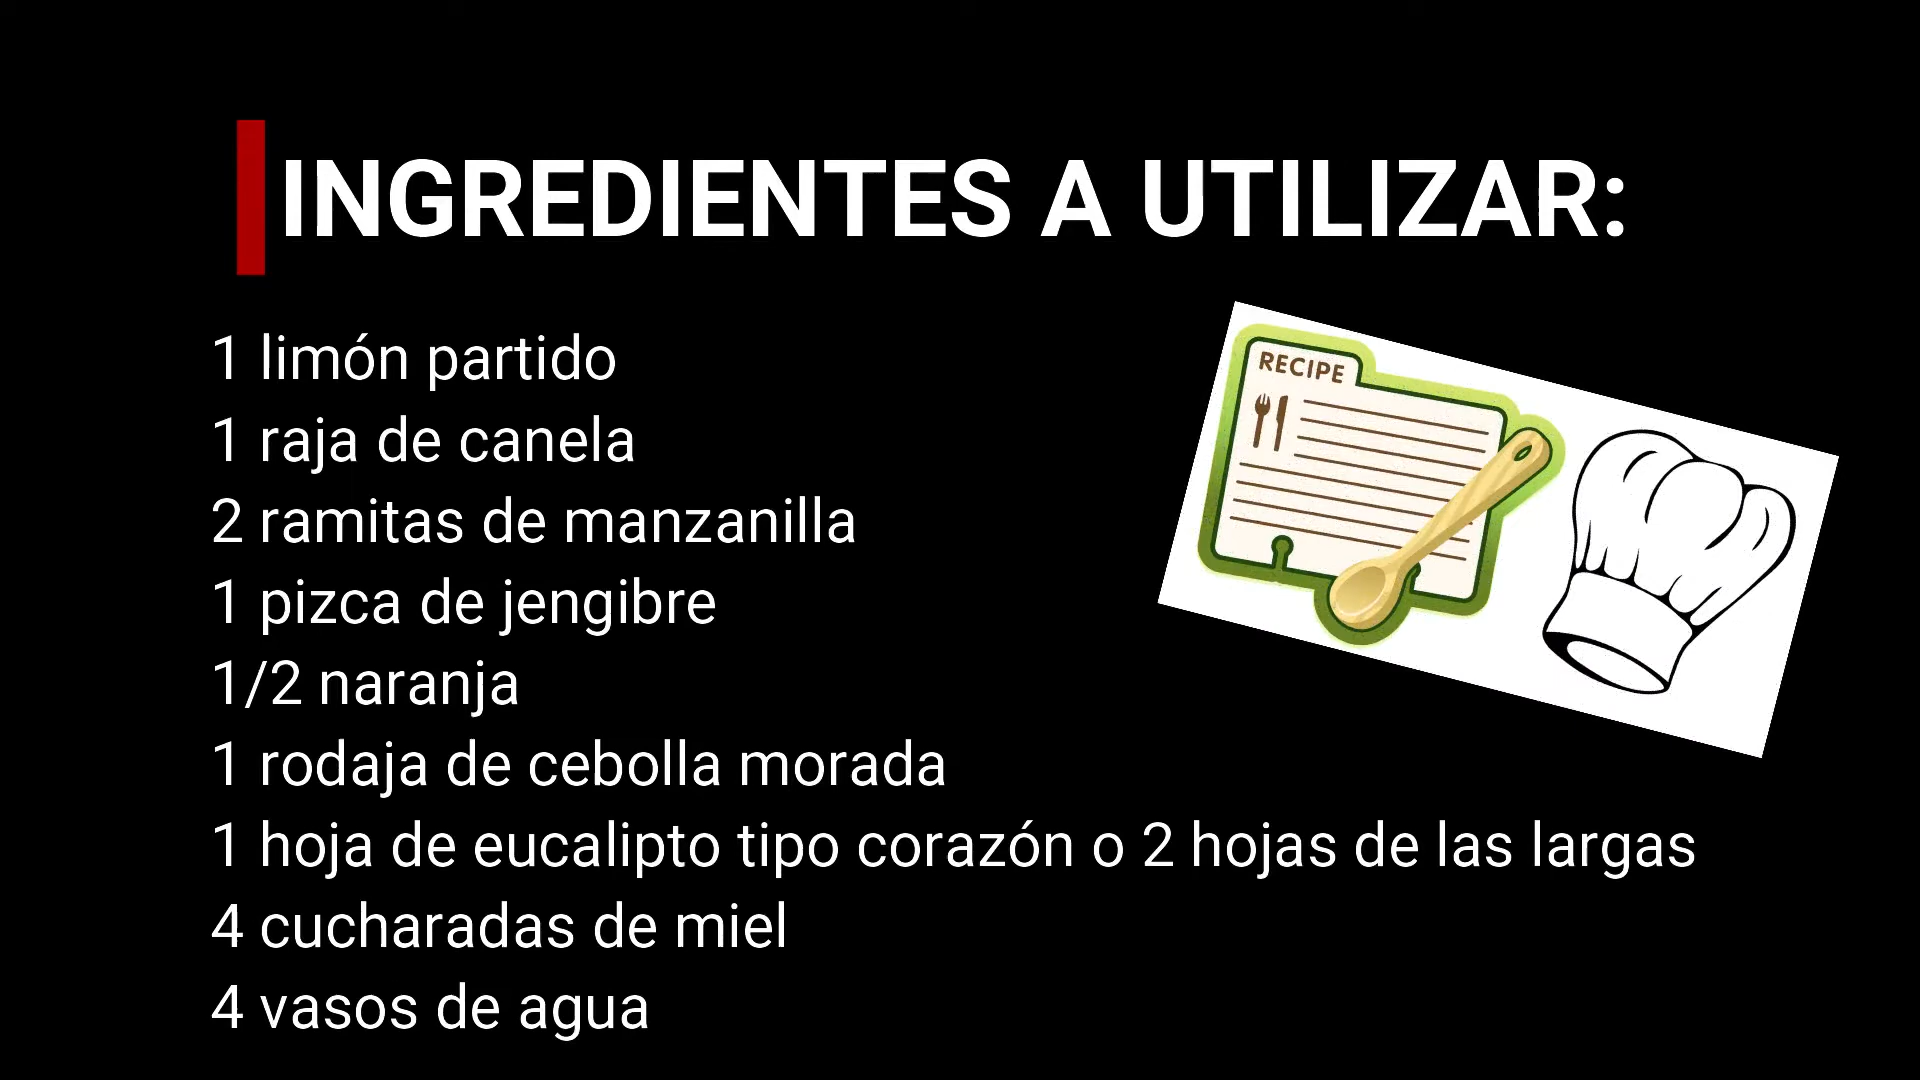 INGREDIENTES A UTILIZAR:
1 limón partido
1 raja de canela
2 ramitas de manzanilla
1 pizca de jengibre
1/2 naranja
1 rodaja de cebolla morada
1 hoja de eucalipto tipo corazón o 2 hojas de las largas
4 cucharadas de miel
4 vasos de agua
RECIPE